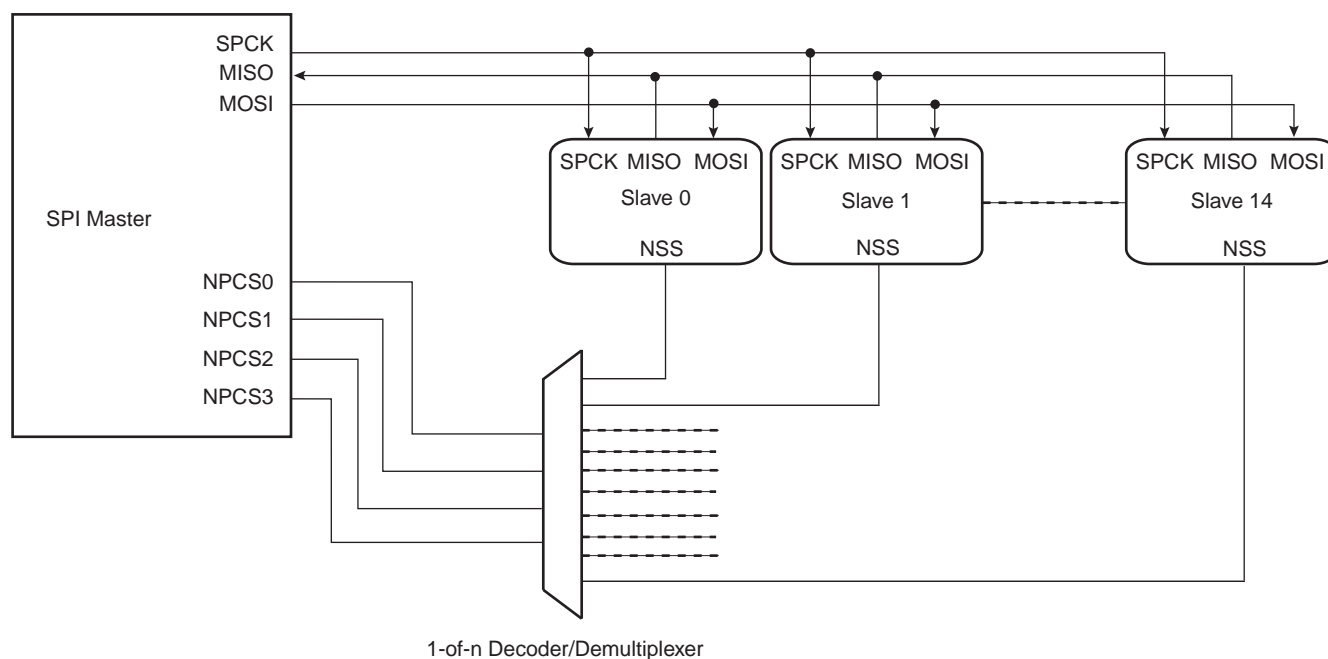 SPI Master
SPCK
MISO
MOSI
NPCS0
NPCS1
NPCS2
NPCS3
SPCK MISO MOSI
Slave 0
NSS
SPCK MISO MOSI
Slave 1
NSS
SPCK MISO MOSI
Slave 14
NSS
1-of-n Decoder/Demultiplexer